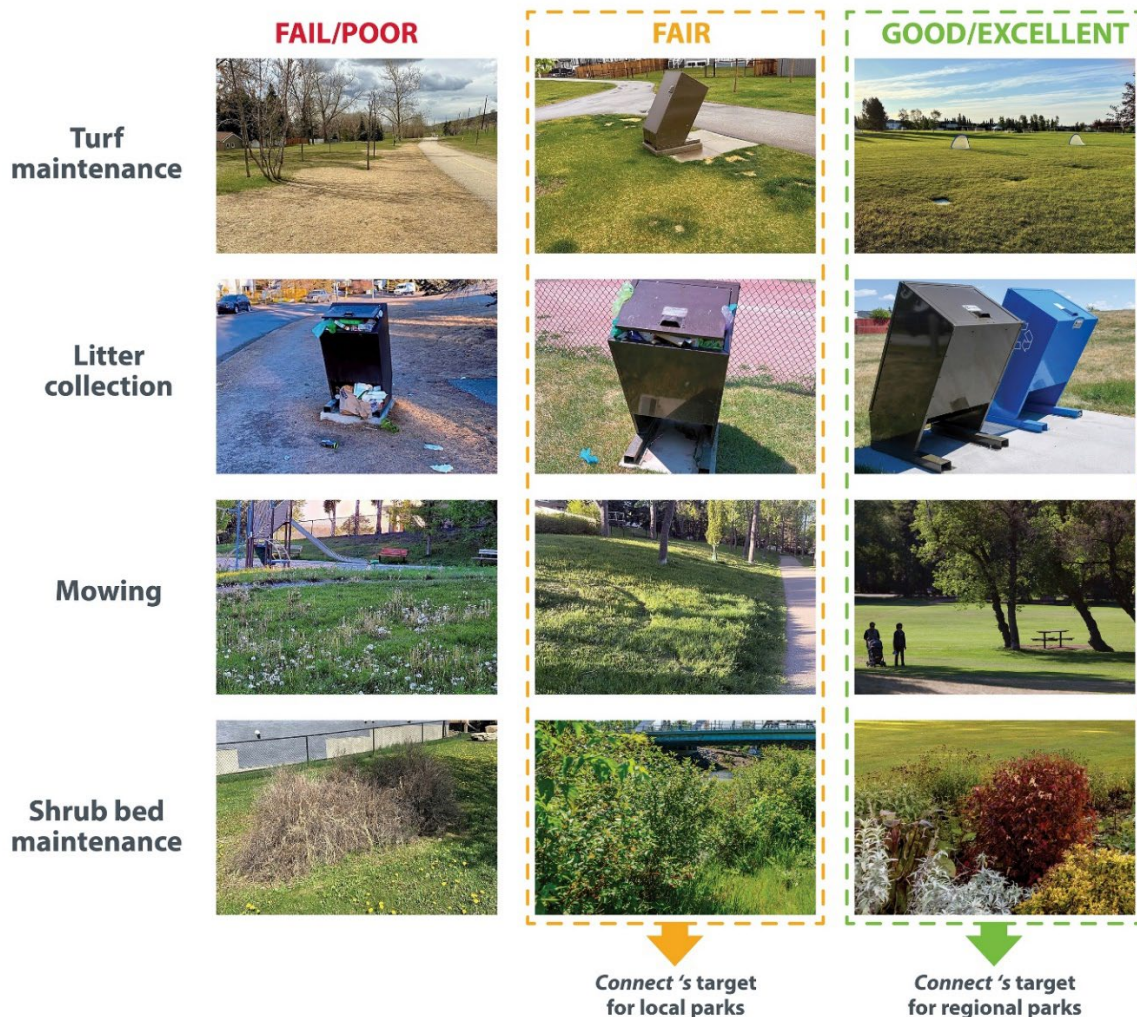 FAIL/POOR
FAIR
GOOD/EXCELLENT
Turf
maintenance
Litter
collection
Mowing
Shrub bed
maintenance
Connect ‘s target
for local parks
Connect ‘s target
for regional parks